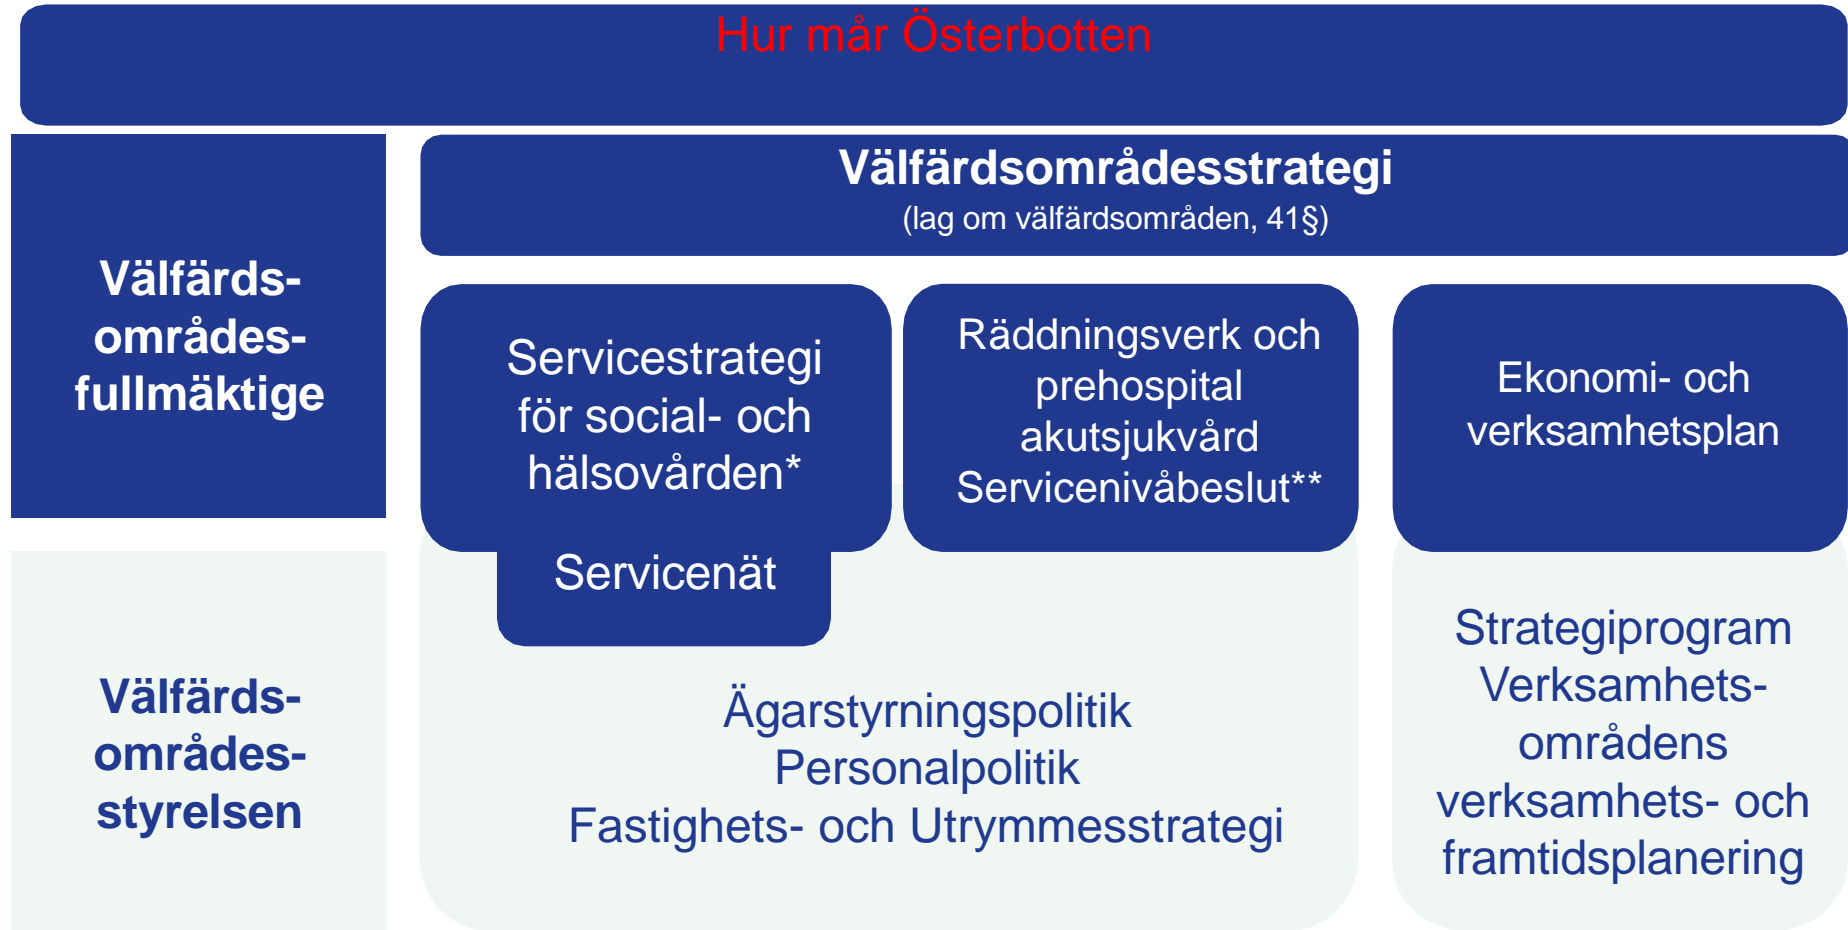 Hur mår Österbotten
Välfärds-
områdes-
fullmäktige
Välfärdsområdesstrategi
(lag om välfärdsområden, 41§)
Servicestrategi
för social- och
hälsovården*
Servicenät
Räddningsverk och
prehospital
akutsjukvård
Servicenivåbeslut**
Ekonomi- och
verksamhetsplan
Välfärds-
områdes-
styrelsen
Ägarstyrningspolitik
Personalpolitik
Fastighets- och Utrymmesstrategi
Strategiprogram
Verksamhets-
områdens
verksamhets- och
framtidsplanering